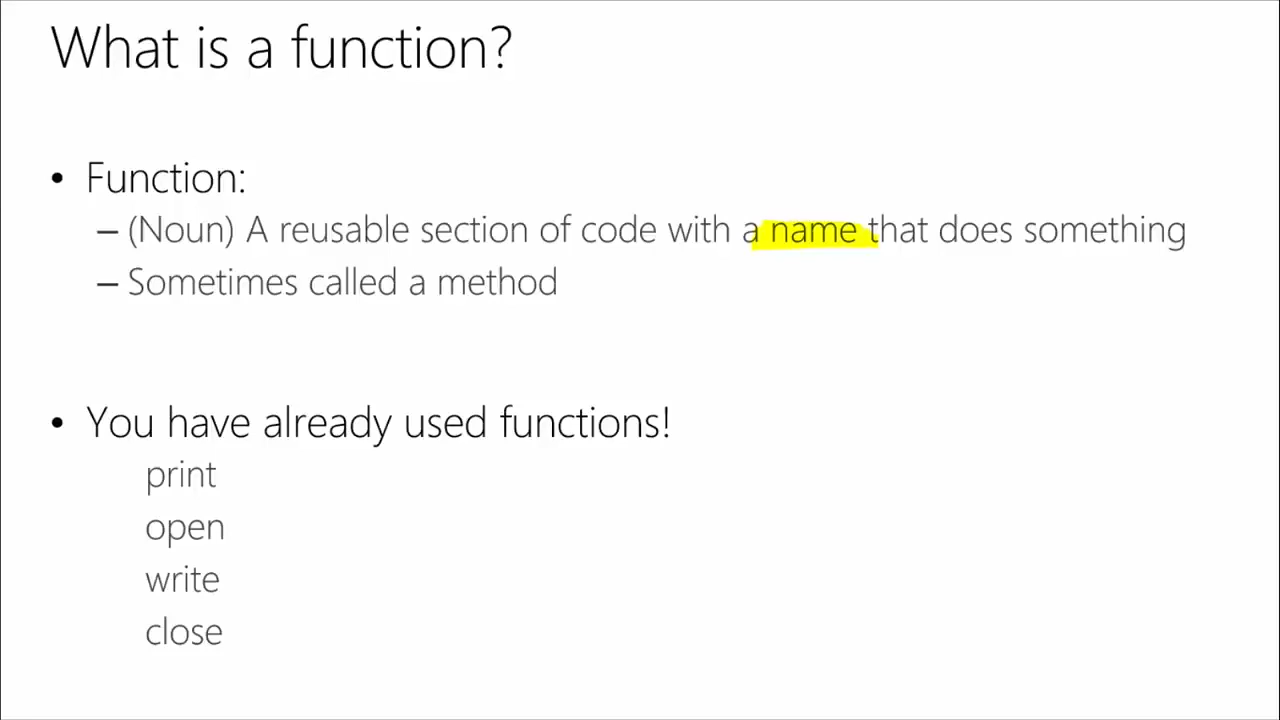 What is a function?
• Function:
– (Noun) A reusable section of code with a name that does something
– Sometimes called a method
• You have already used functions!
print
open
write
close